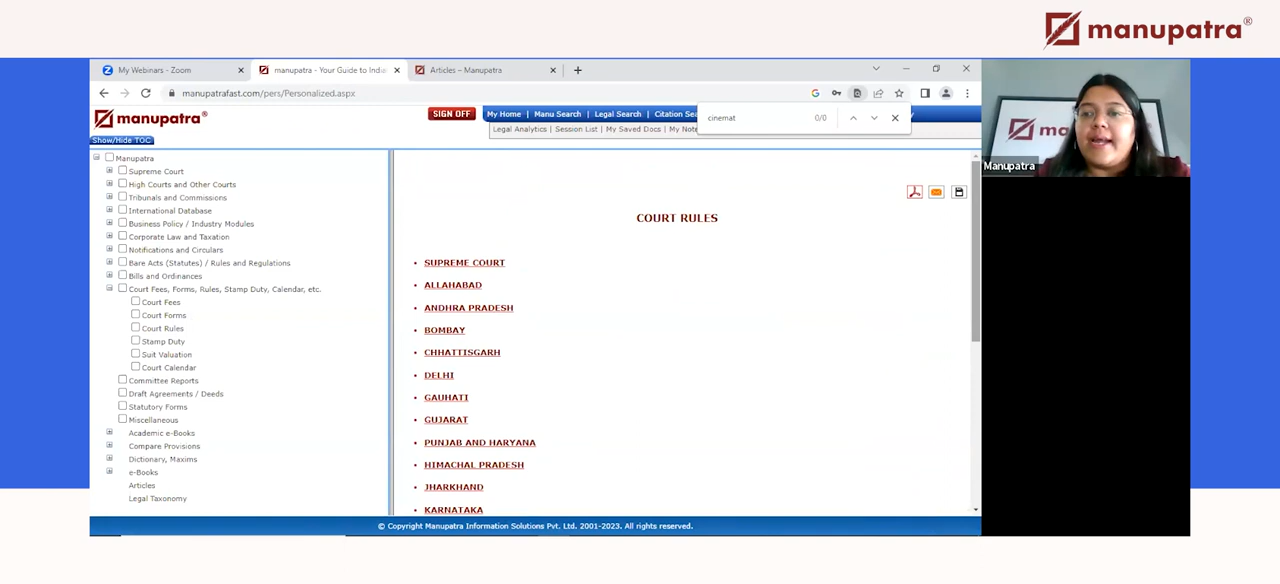 manupatra®
My Webinars - Zoom
manupatra - Your Guide to India
Articles – Manupatra
manupatrafast.com/pers/Personalized.aspx
manupatra®
SIGN OFF
My Home | Manu Search | Legal Search | Citation Sea
cinemat 0/0
Legal Analytics | Session List | My Saved Docs | My Note
Show/Hide TOC
Manupatra
Supreme Court
High Courts and Other Courts
Tribunals and Commissions
International Database
Business Policy / Industry Modules
Corporate Law and Taxation
Notifications and Circulars
Bare Acts (Statutes) / Rules and Regulations
Bills and Ordinances
Court Fees, Forms, Rules, Stamp Duty, Calendar, etc.
Court Fees
Court Forms
Court Rules
Stamp Duty
Suit Valuation
Court Calendar
Committee Reports
Draft Agreements / Deeds
Statutory Forms
Miscellaneous
Academic e-Books
Compare Provisions
Dictionary, Maxims
e-Books
Articles
Legal Taxonomy
COURT RULES
SUPREME COURT
ALLAHABAD
ANDHRA PRADESH
BOMBAY
CHHATTISGARH
DELHI
GAUHATI
GUJARAT
PUNJAB AND HARYANA
HIMACHAL PRADESH
JHARKHAND
KARNATAKA
Manupatra
© Copyright Manupatra Information Solutions Pvt. Ltd. 2001-2023. All rights reserved.